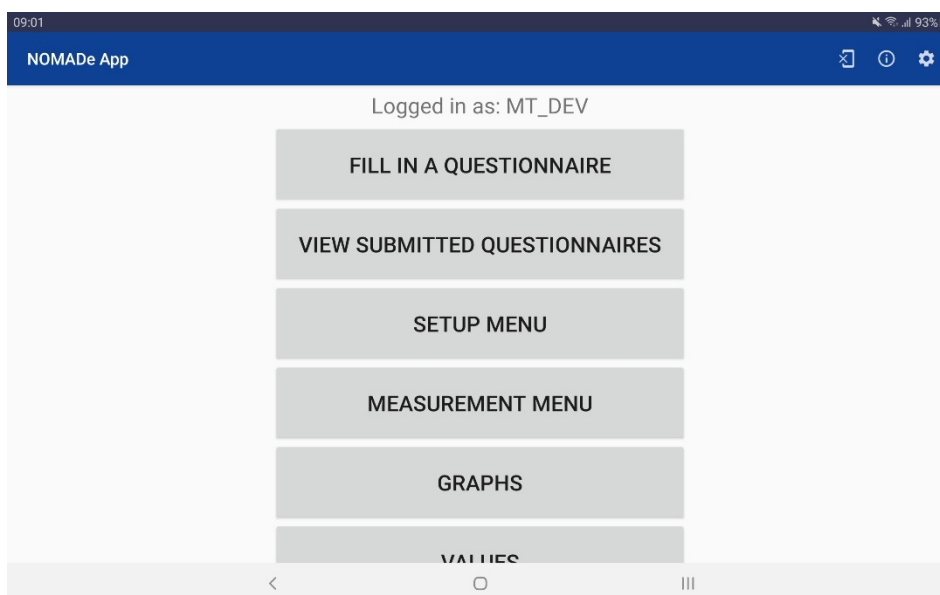 09:01
93%
NOMADe App
Logged in as: MT_DEV
FILL IN A QUESTIONNAIRE
VIEW SUBMITTED QUESTIONNAIRES
SETUP MENU
MEASUREMENT MENU
GRAPHS
VALUES